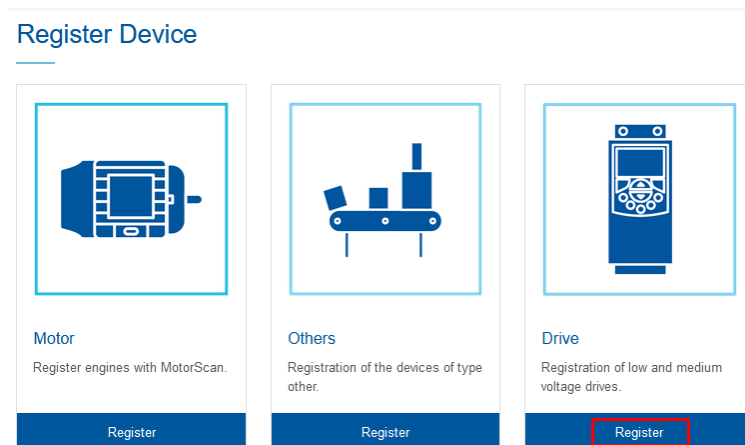 Register Device
Motor
Register engines with MotorScan.
Register
Others
Registration of the devices of type
other.
Register
Drive
Registration of low and medium
voltage drives.
Register